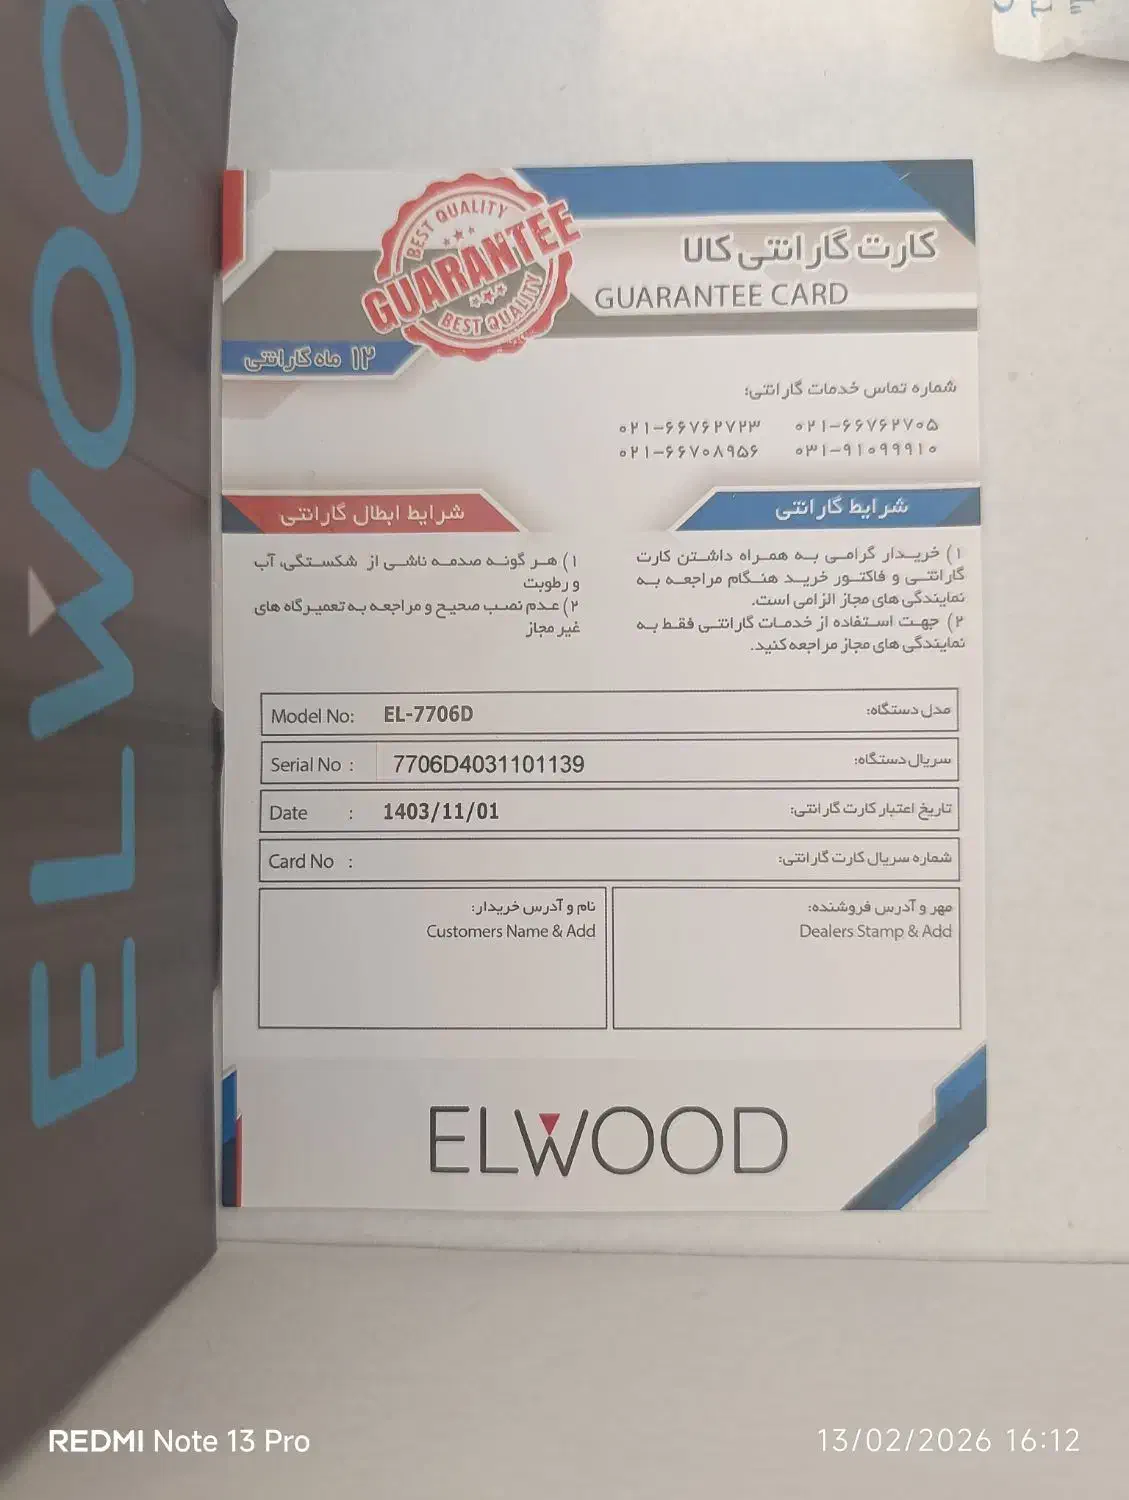 ELWOO
BEST QUALITY
GUARANTEE
BEST QUALITY
کارت گارانتی کالا
GUARANTEE CARD
۱۲ ماه گارانتی
شماره تماس خدمات گارانتی:
۰۲۱-۶۶۷۶۲۷۰۵ ۰۲۱-۶۶۷۶۲۷۲۳
۰۳۱-۹۱۰۹۹۹۱۰ ۰۲۱-۶۶۷۰۸۹۵۶
شرایط گارانتی
۱) خریدار گرامی به همراه داشتن کارت
گارانتی و فاکتور خرید هنگام مراجعه به
نمایندگی های مجاز الزامی است.
۲) جهت استفاده از خدمات گارانتی فقط به
نمایندگی های مجاز مراجعه کنید.
شرایط ابطال گارانتی
۱) هر گونه صدمه ناشی از شکستگی، آب
و رطوبت
۲) عدم نصب صحیح و مراجعه به تعمیرگاه های
غیر مجاز
Model No: EL-7706D مدل دستگاه:
Serial No : 7706D4031101139 سریال دستگاه:
Date : 1403/11/01 تاریخ اعتبار کارت گارانتی:
Card No : شماره سریال کارت گارانتی:
مهر و آدرس فروشنده:
Dealers Stamp & Add
نام و آدرس خریدار:
Customers Name & Add
ELWOOD
REDMI Note 13 Pro
13/02/2026 16:12